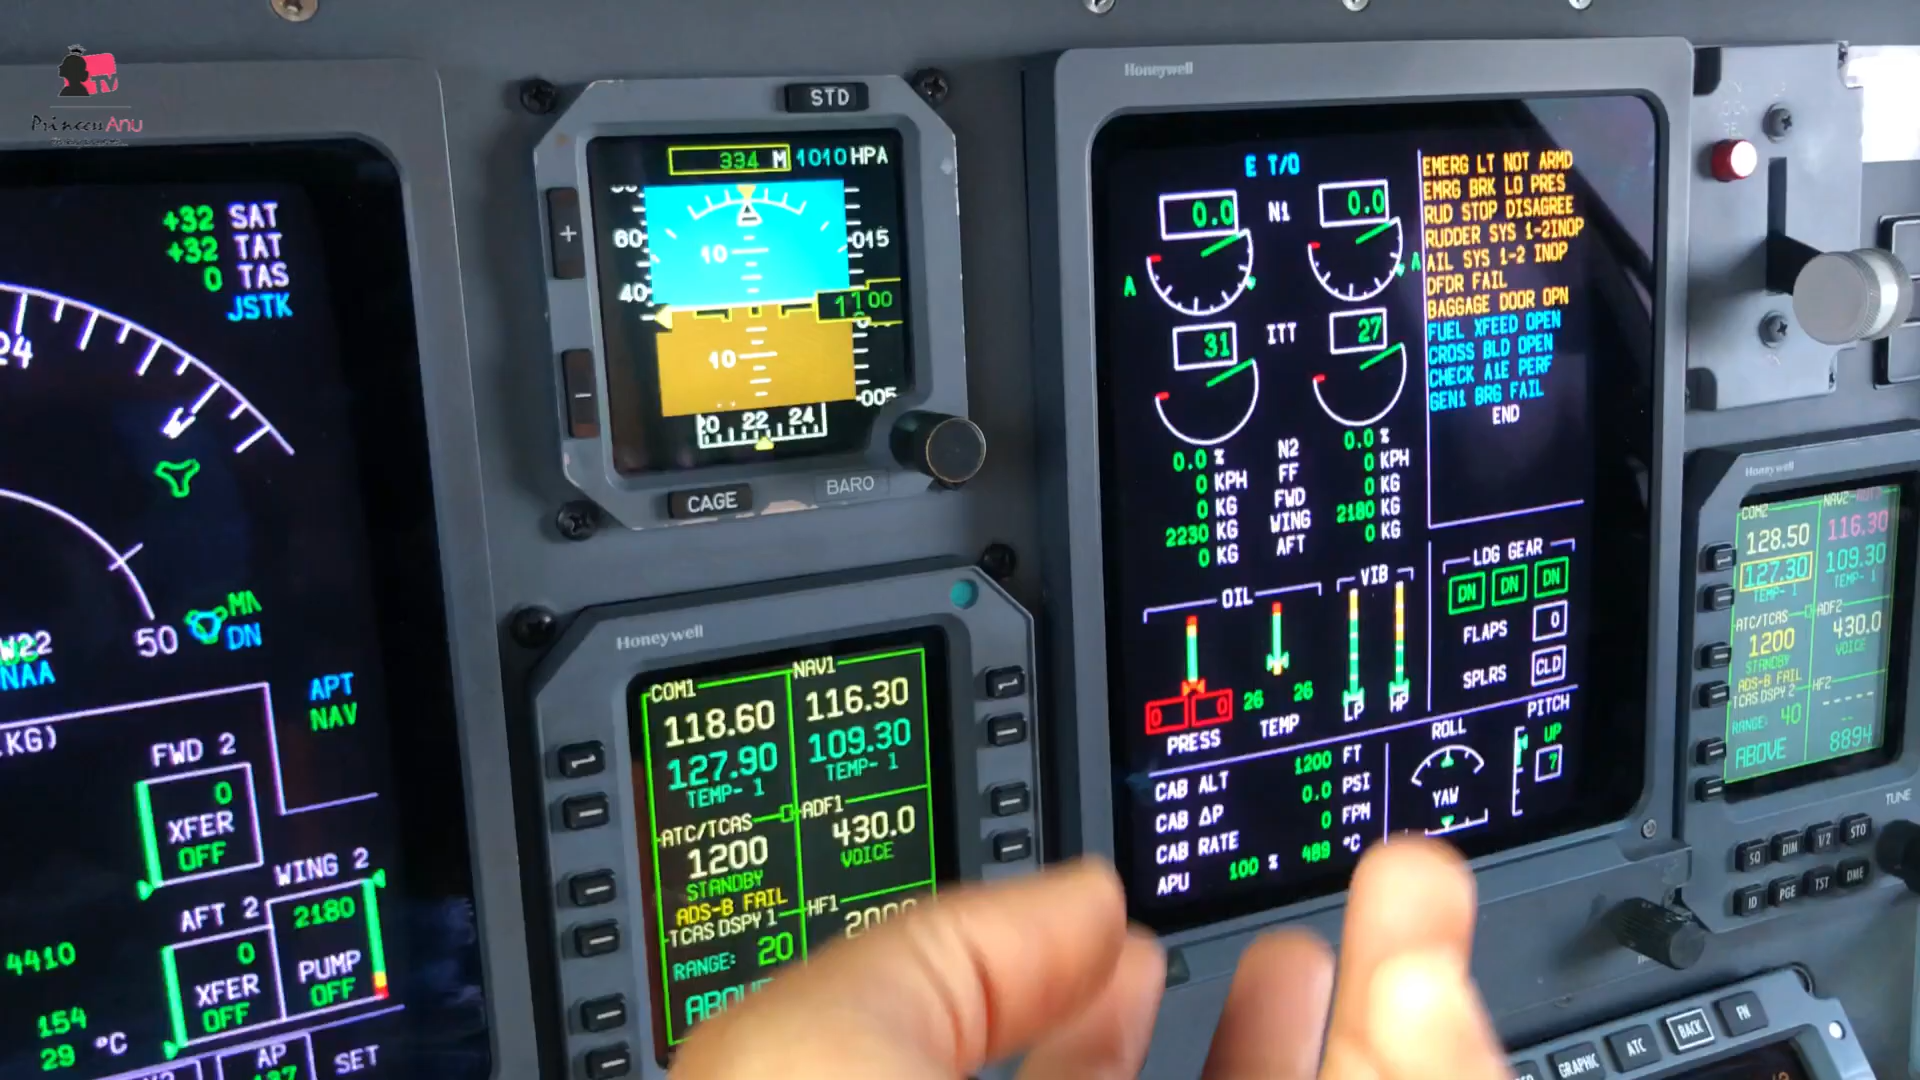 TV
PrincessAnu
+32 SAT
+32 TAT
0 TAS
JSTK
24
W22
NAA
50
MA
DN
APT
NAV
KG)
FWD 2
0
XFER
OFF
WING 2
2180
PUMP
OFF
AFT 2
0
XFER
OFF
4410
154
29 °C
AP
137
SET
STD
334 M 1010 HPA
60
40
10
10
015
1100
005
20 22 24
+
−
CAGE
BARO
Honeywell
COM1
118.60
127.90
TEMP- 1
NAV1
116.30
109.30
TEMP- 1
ATC/TCAS
1200
STANDBY
ADS-B FAIL
TCAS DSPY 1
RANGE: 20
ABOVE
ADF1
430.0
VOICE
HF1
Honeywell
E T/O
0.0 N1 0.0
A A
31 ITT 27
0.0 % N2 0.0 %
0 KPH FF 0 KPH
0 KG FWD 0 KG
2230 KG WING 2180 KG
0 KG AFT 0 KG
EMERG LT NOT ARMD
EMRG BRK LO PRES
RUD STOP DISAGREE
RUDDER SYS 1-2INOP
AIL SYS 1-2 INOP
DFDR FAIL
BAGGAGE DOOR OPN
FUEL XFEED OPEN
CROSS BLD OPEN
CHECK A1E PERF
GEN1 BRG FAIL
END
OIL
0 0
PRESS
26 26
TEMP
VIB
LP HP
LDG GEAR
DN DN DN
FLAPS 0
SPLRS CLD
CAB ALT 1200 FT
CAB ΔP 0.0 PSI
CAB RATE 0 FPM
APU 100 % 489 °C
ROLL
YAW
PITCH
UP
7
Honeywell
COM2
128.50
127.30
TEMP- 1
NAV2
116.30
109.30
TEMP- 1
ATC/TCAS
1200
STANDBY
ADS-B FAIL
TCAS DSPY 2
RANGE: 40
ABOVE
ADF2
430.0
VOICE
HF2
8894
TUNE
SQ DIM 1/2 STO
ID PGE TST DME
GRAPHIC ATC BACK FN